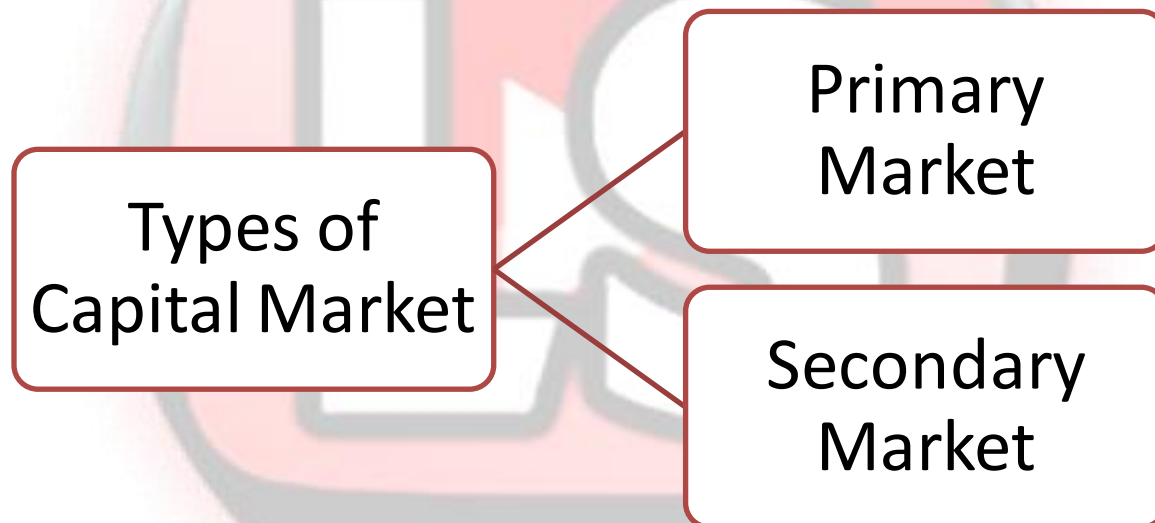 Types of
Capital Market
Primary
Market
Secondary
Market